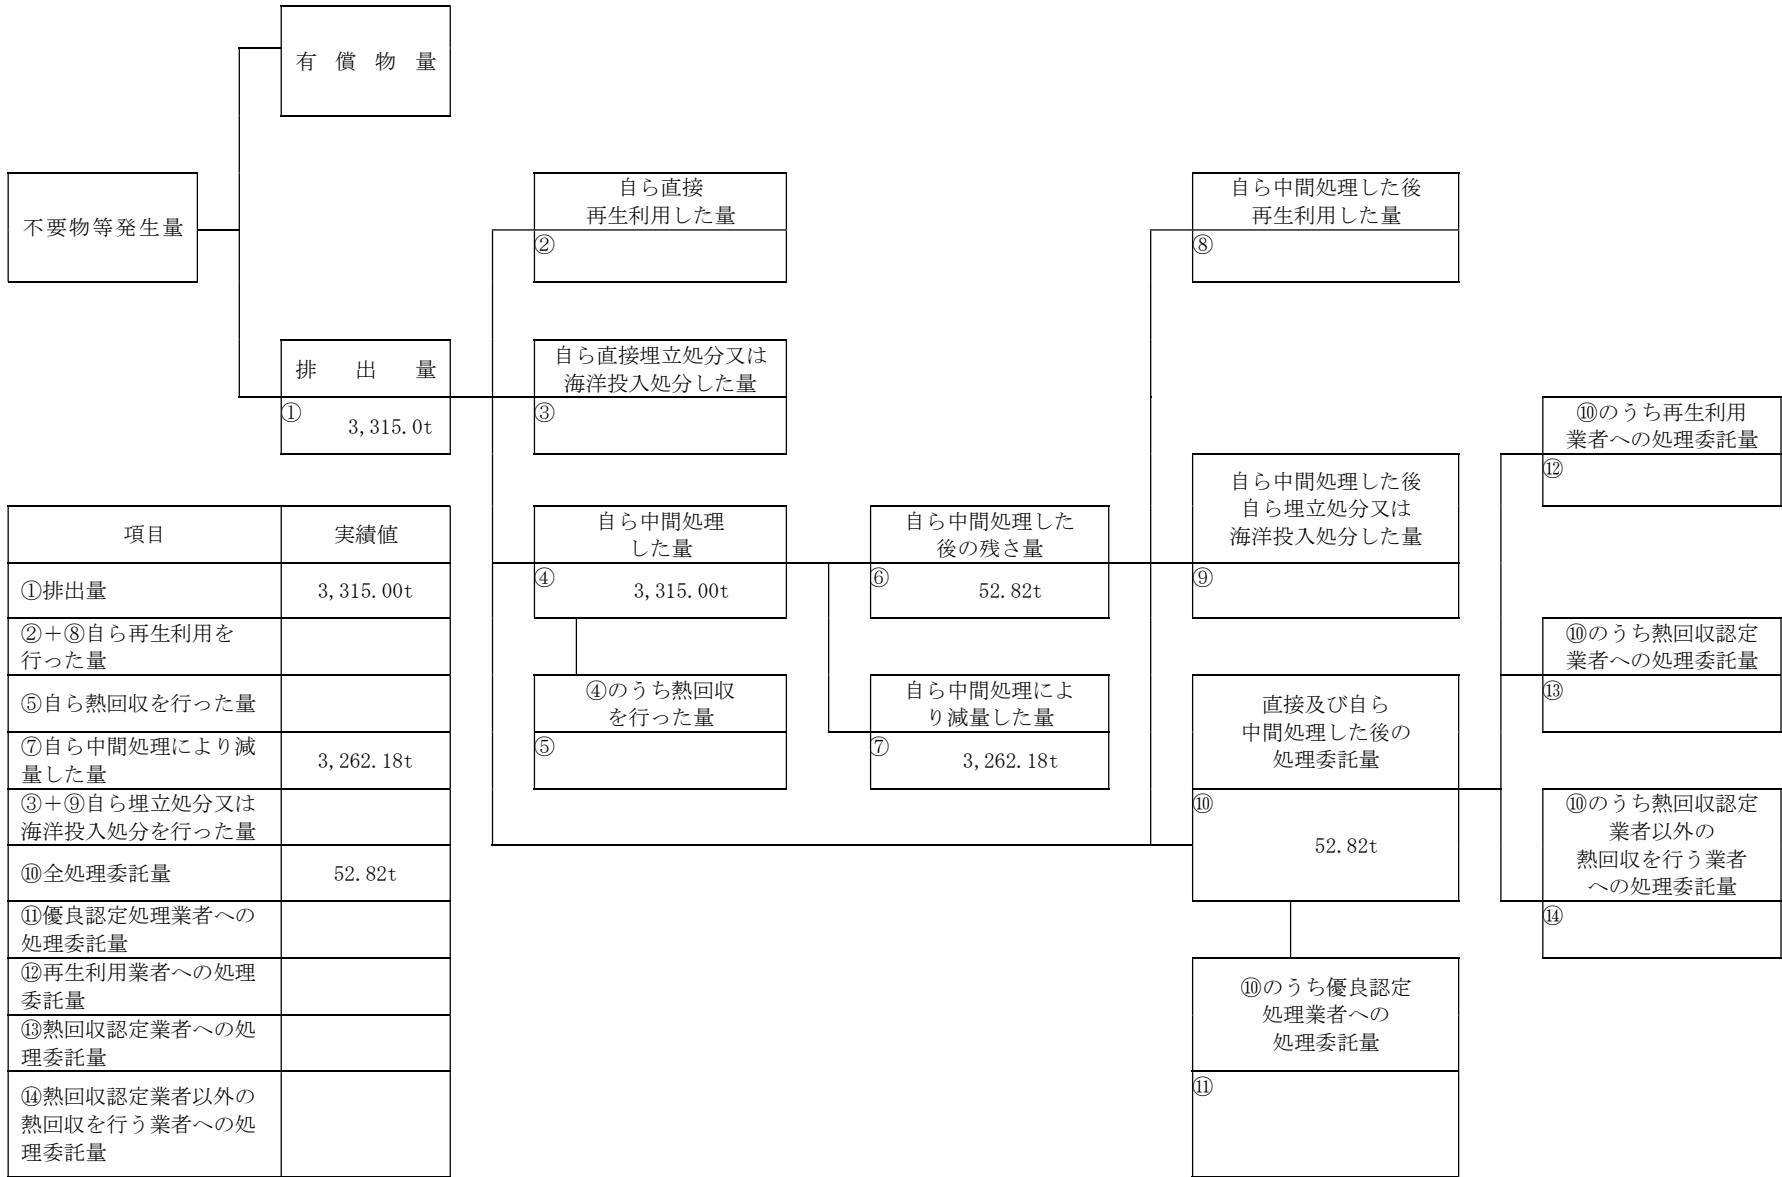 有償物量
不要物等発生量
自ら直接
再生利用した量
②
自ら中間処理した後
再生利用した量
⑧
排出量
①
3,315.0t
自ら直接埋立処分又は
海洋投入処分した量
③
自ら中間処理
した量
④
3,315.00t
自ら中間処理した
後の残さ量
⑥
52.82t
自ら中間処理した後
自ら埋立処分又は
海洋投入処分した量
⑨
⑩のうち再生利用
業者への処理委託量
⑫
④のうち熱回収
を行った量
⑤
自ら中間処理によ
り減量した量
⑦
3,262.18t
直接及び自ら
中間処理した後の
処理委託量
⑩
52.82t
⑩のうち熱回収認定
業者への処理委託量
⑬
⑩のうち熱回収認定
業者以外の
熱回収を行う業者
への処理委託量
⑭
⑩のうち優良認定
処理業者への
処理委託量
⑪
項目 実績値
①排出量 3,315.00t
②＋⑧自ら再生利用を
行った量
⑤自ら熱回収を行った量
⑦自ら中間処理により減
量した量 3,262.18t
③＋⑨自ら埋立処分又は
海洋投入処分を行った量
⑩全処理委託量 52.82t
⑪優良認定処理業者への
処理委託量
⑫再生利用業者への処理
委託量
⑬熱回収認定業者への処
理委託量
⑭熱回収認定業者以外の
熱回収を行う業者への処
理委託量